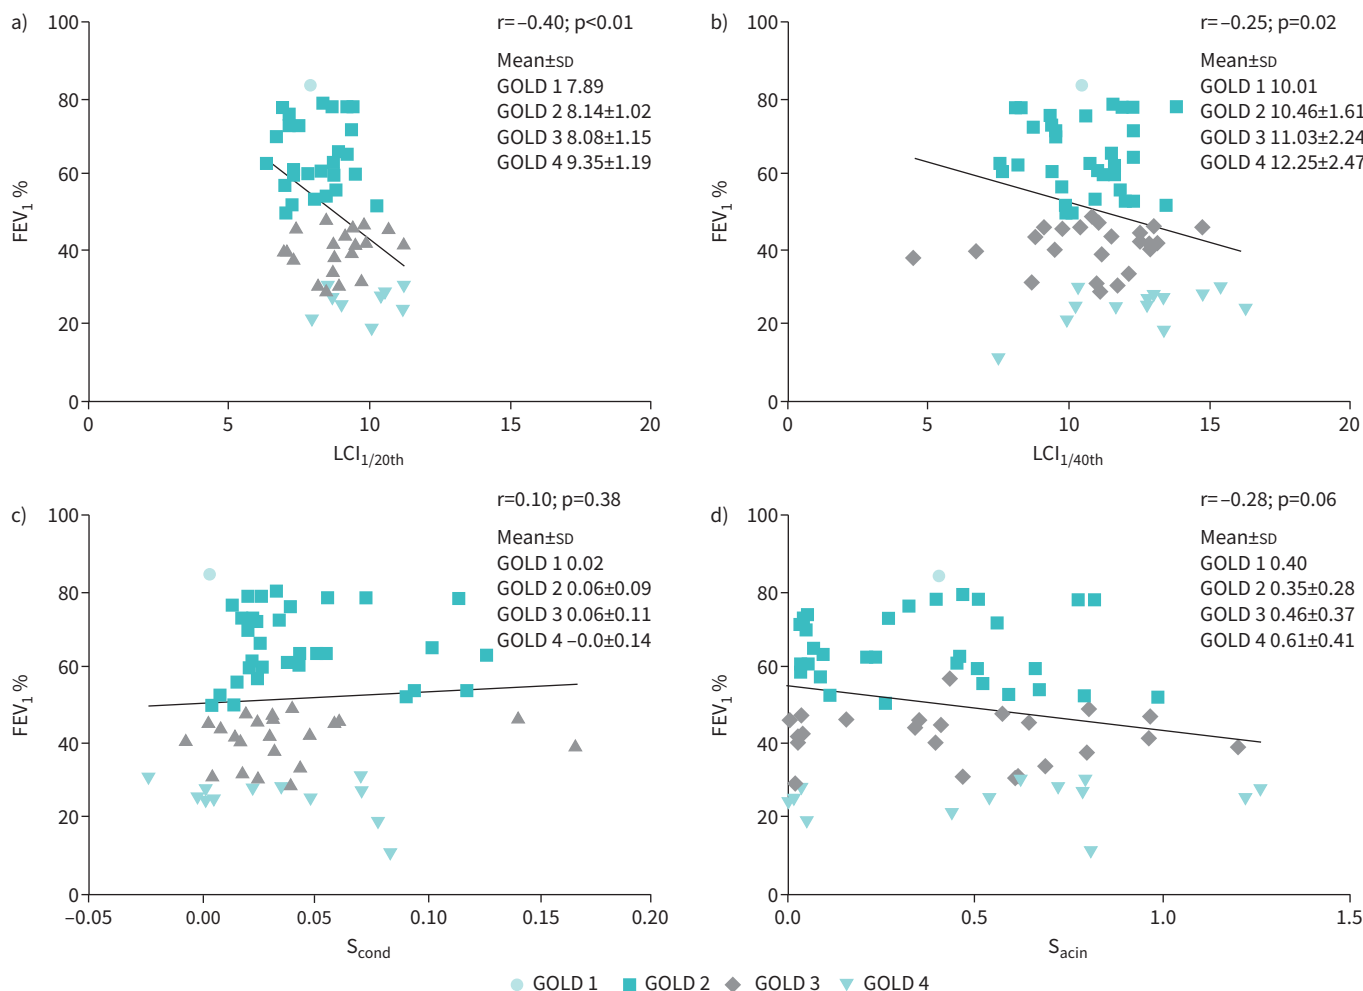 a)
r=–0.40; p<0.01
Mean±SD
GOLD 1 7.89
GOLD 2 8.14±1.02
GOLD 3 8.08±1.15
GOLD 4 9.35±1.19
100
80
60
40
20
0
FEV1 %
0 5 10 15 20
LCI1/20th
b)
r=–0.25; p=0.02
Mean±SD
GOLD 1 10.01
GOLD 2 10.46±1.61
GOLD 3 11.03±2.24
GOLD 4 12.25±2.47
100
80
60
40
20
0
FEV1 %
0 5 10 15 20
LCI1/40th
c)
r=0.10; p=0.38
Mean±SD
GOLD 1 0.02
GOLD 2 0.06±0.09
GOLD 3 0.06±0.11
GOLD 4 –0.0±0.14
100
80
60
40
20
0
FEV1 %
–0.05 0.00 0.05 0.10 0.15 0.20
Scond
d)
r=–0.28; p=0.06
Mean±SD
GOLD 1 0.40
GOLD 2 0.35±0.28
GOLD 3 0.46±0.37
GOLD 4 0.61±0.41
100
80
60
40
20
0
FEV1 %
0.0 0.5 1.0 1.5
Sacin
GOLD 1 GOLD 2 GOLD 3 GOLD 4